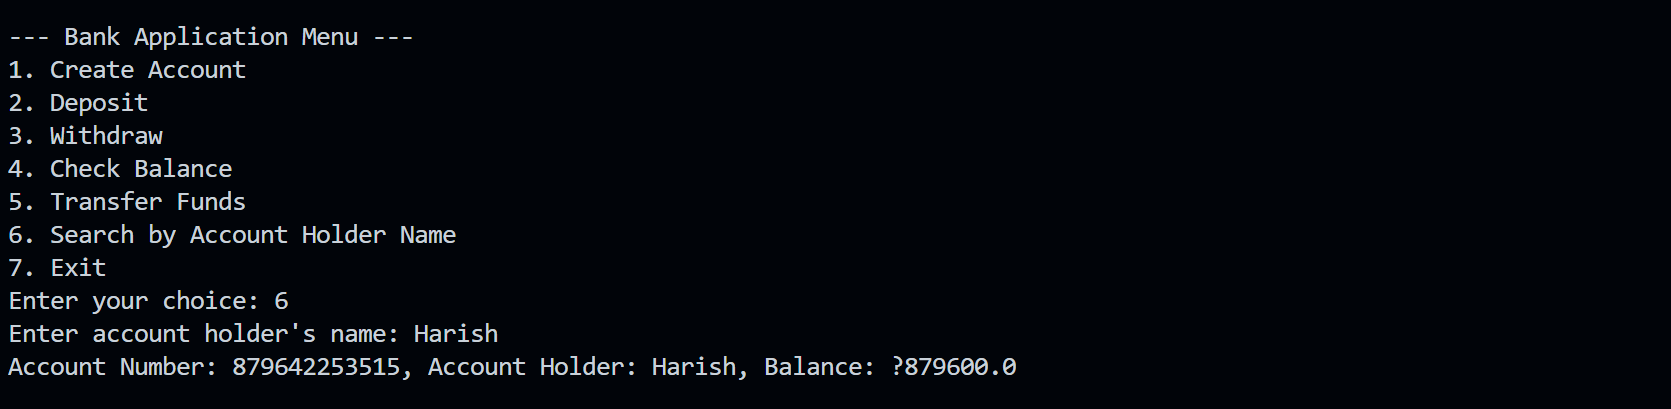 --- Bank Application Menu ---
1. Create Account
2. Deposit
3. Withdraw
4. Check Balance
5. Transfer Funds
6. Search by Account Holder Name
7. Exit
Enter your choice: 6
Enter account holder's name: Harish
Account Number: 879642253515, Account Holder: Harish, Balance: ?879600.0